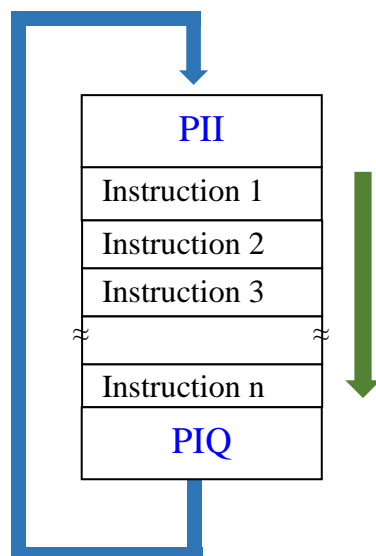 PII
Instruction 1
Instruction 2
Instruction 3
Instruction n
PIQ